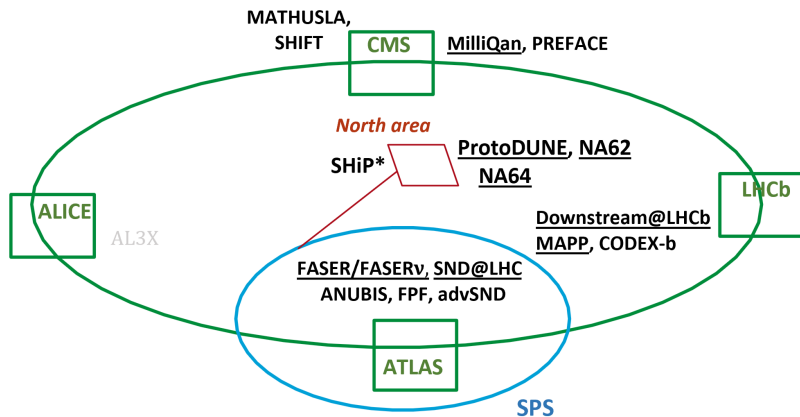 MATHUSLA,
SHIFT
CMS
MilliQan, PREFACE
North area
SHiP*
ProtoDUNE, NA62
NA64
ALICE
AL3X
LHCb
Downstream@LHCb
MAPP, CODEX-b
FASER/FASERν, SND@LHC
ANUBIS, FPF, advSND
ATLAS
SPS